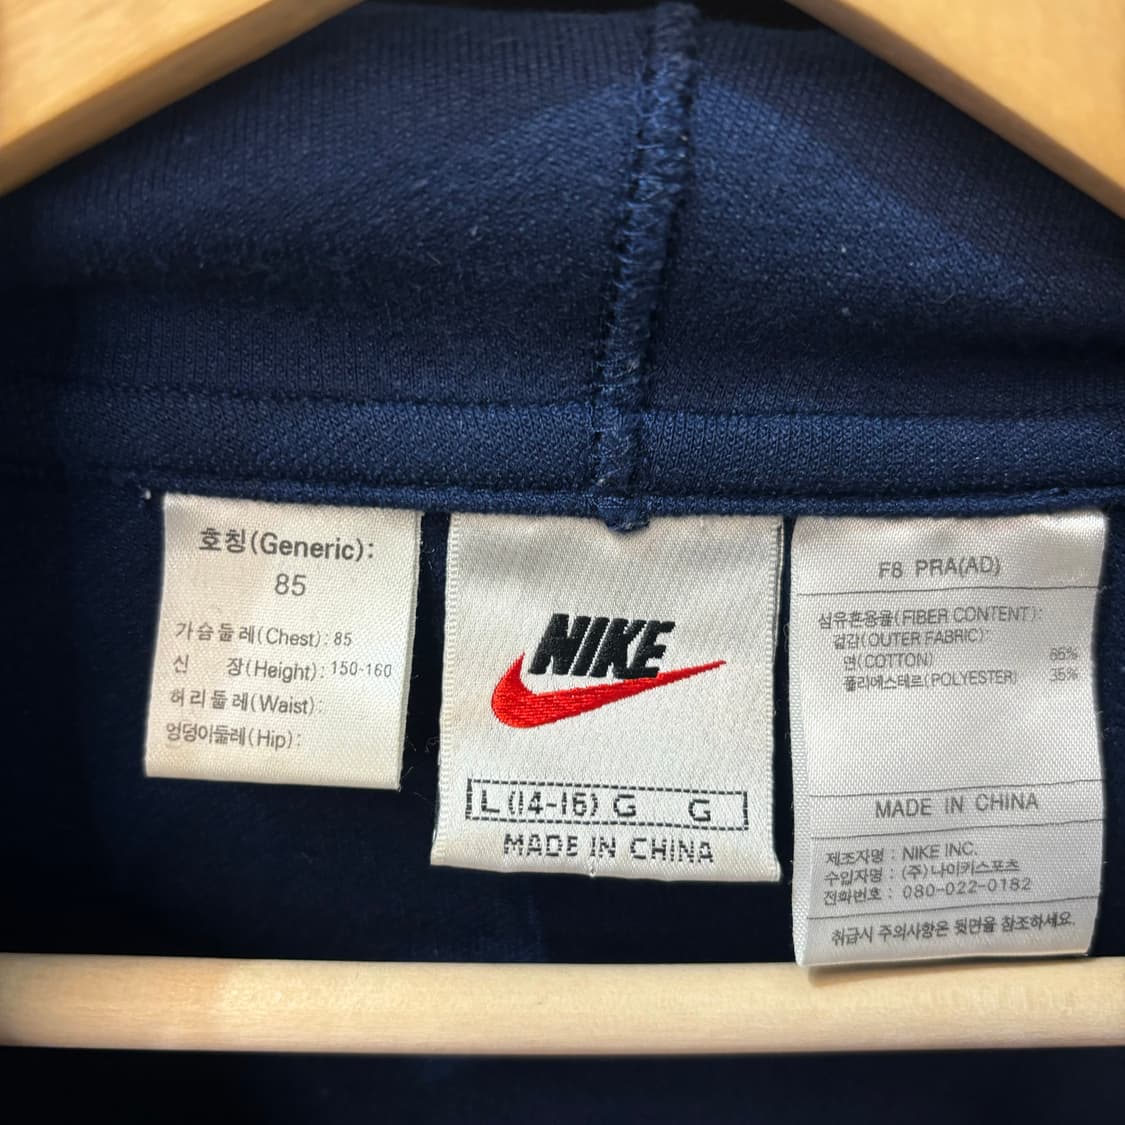 호칭(Generic):
85
가슴둘레(Chest): 85
신 장(Height): 150-160
허리둘레(Waist):
엉덩이둘레(Hip):
NIKE
L (14-16) G G
MADE IN CHINA
F8 PRA(AD)
섬유혼용율(FIBER CONTENT):
겉감(OUTER FABRIC):
면(COTTON) 65%
폴리에스테르(POLYESTER) 35%
MADE IN CHINA
제조자명 : NIKE INC.
수입자명 : (주)나이키스포츠
전화번호 : 080-022-0182
취급시 주의사항은 뒷면을 참조하세요.